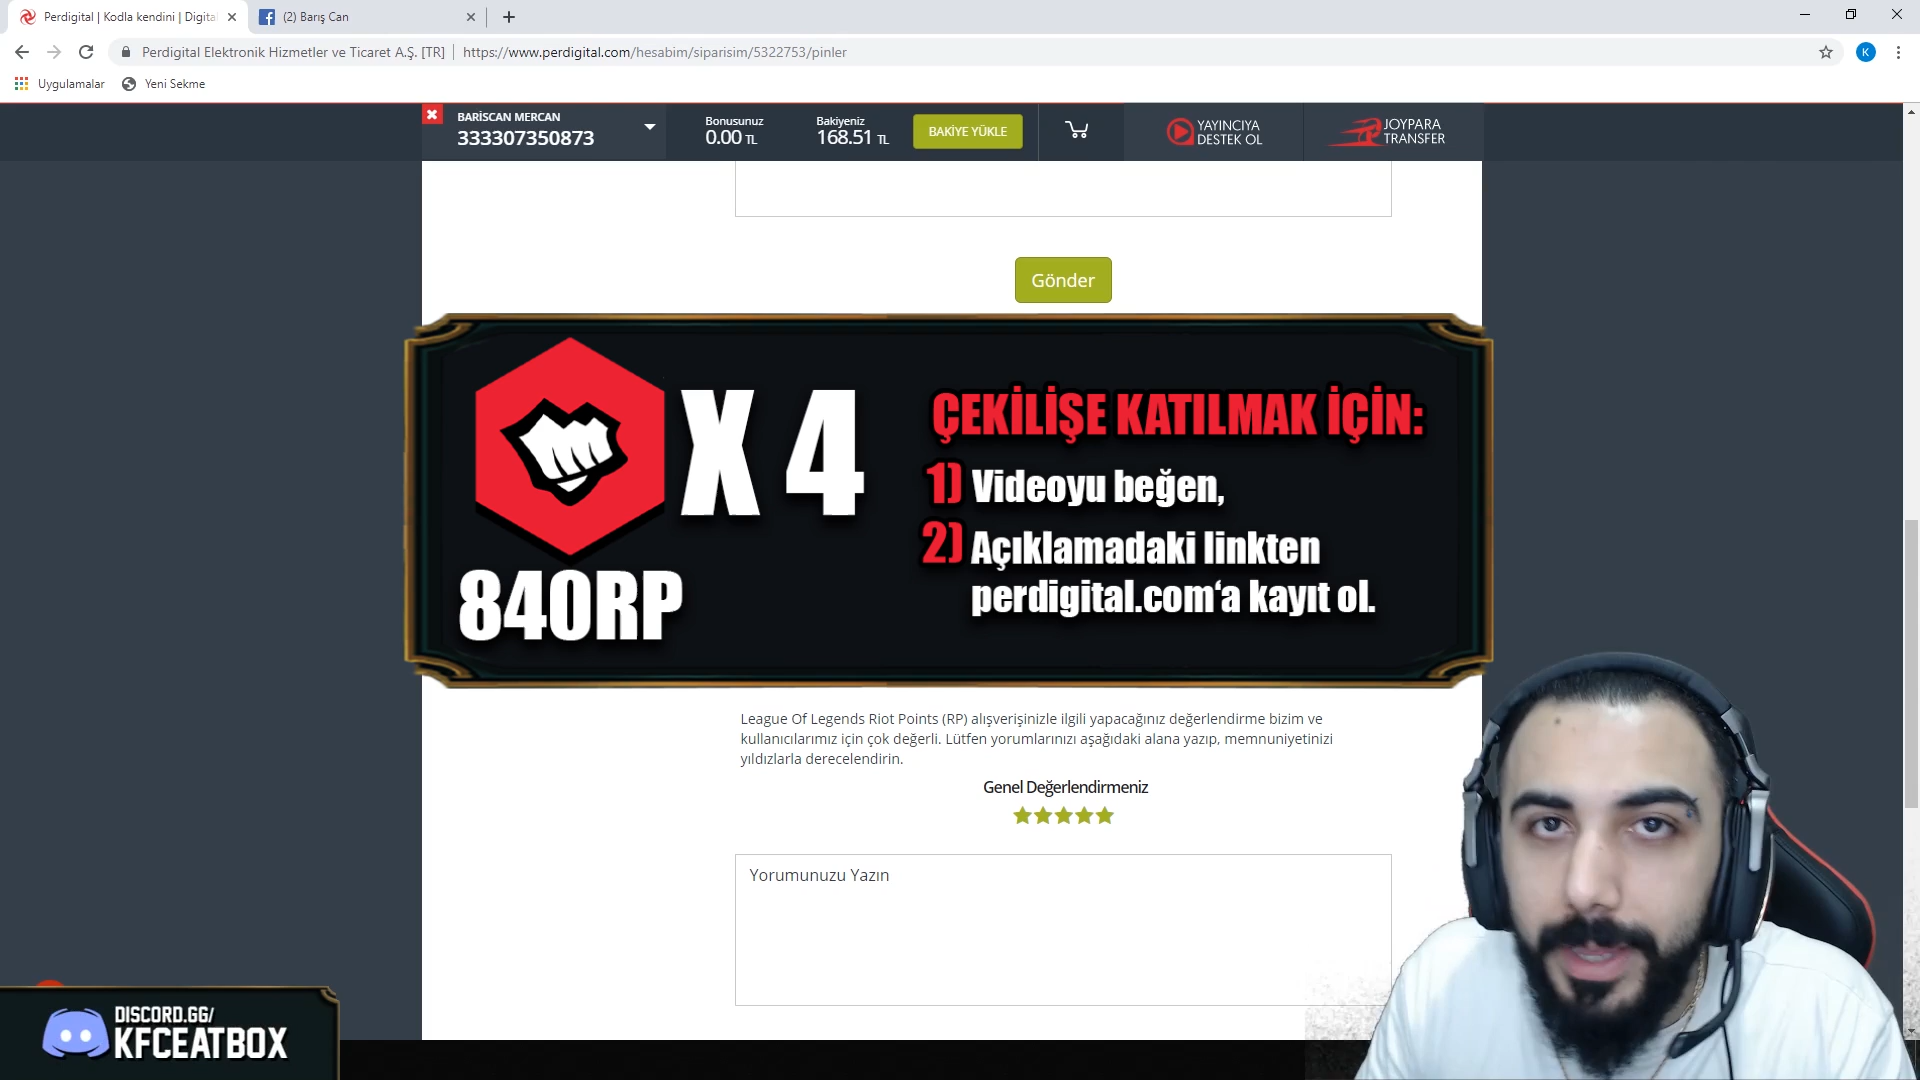 Perdigital | Kodla kendini | Digital
(2) Barış Can
Perdigital Elektronik Hizmetler ve Ticaret A.Ş. [TR]
https://www.perdigital.com/hesabim/siparisim/5322753/pinler
K
Uygulamalar
Yeni Sekme
BARİSCAN MERCAN
333307350873
Bonusunuz
0.00 TL
Bakiyeniz
168.51 TL
BAKİYE YÜKLE
YAYINCIYA
DESTEK OL
JOYPARA
TRANSFER
Gönder
X 4
840RP
ÇEKİLİŞE KATILMAK İÇİN:
1) Videoyu beğen,
2) Açıklamadaki linkten
perdigital.com‘a kayıt ol.
League Of Legends Riot Points (RP) alışverişinizle ilgili yapacağınız değerlendirme bizim ve
kullanıcılarımız için çok değerli. Lütfen yorumlarınızı aşağıdaki alana yazıp, memnuniyetinizi
yıldızlarla derecelendirin.
Genel Değerlendirmeniz
Yorumunuzu Yazın
DISCORD.GG/
KFCEATBOX